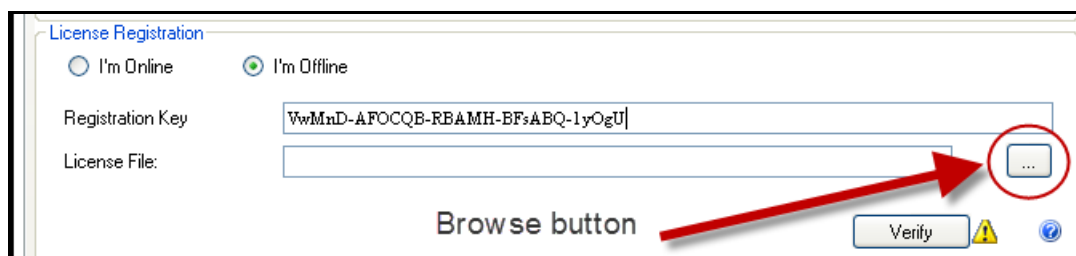 License Registration
I'm Online I'm Offline
Registration Key VwMnD-AFOCQB-RBAMH-BFsABQ-1yOgU
License File: ...
Browse button
Verify